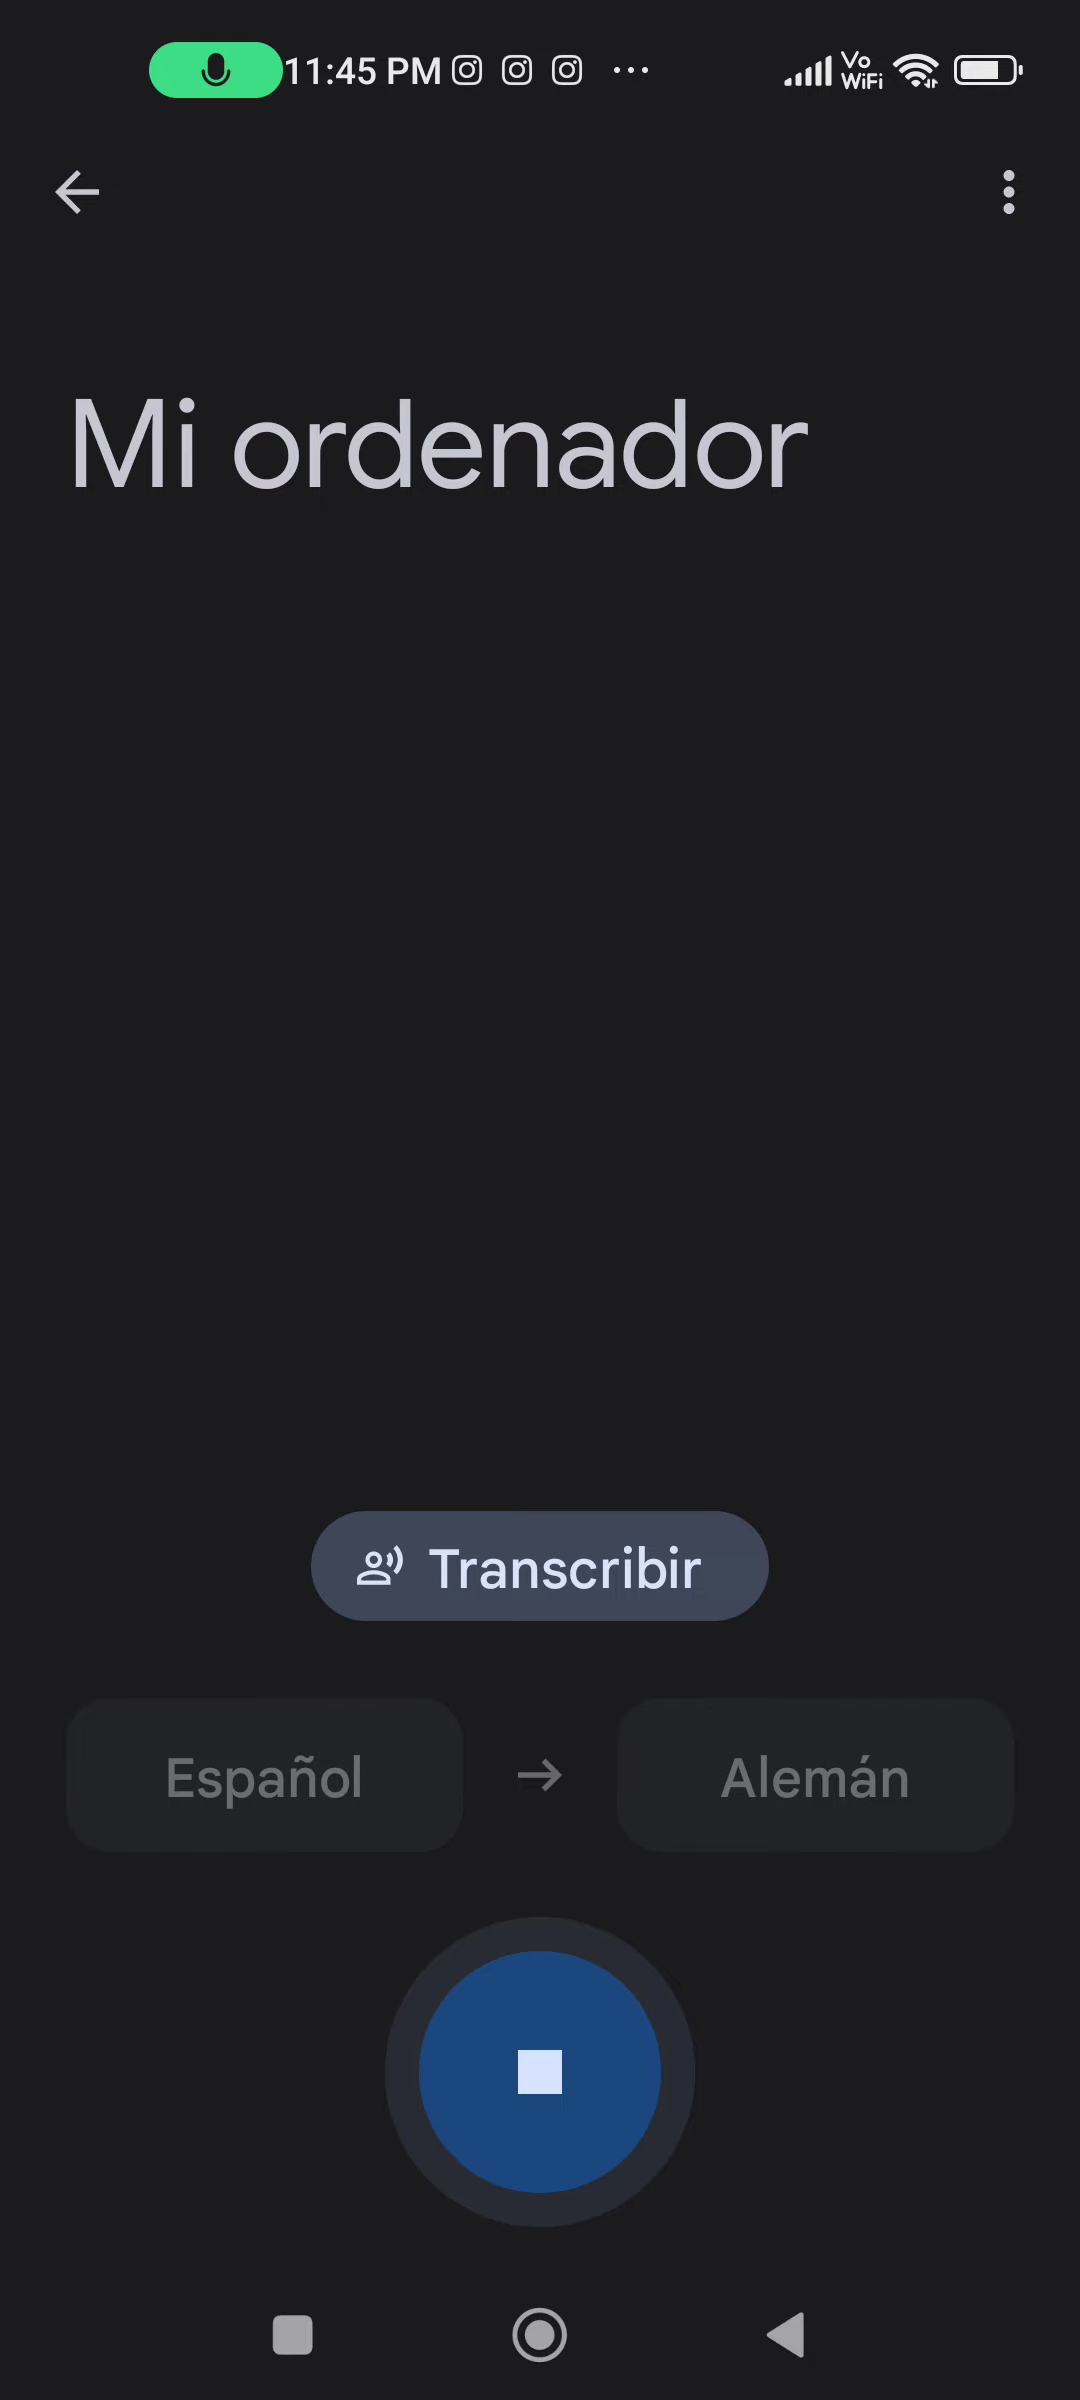 11:45 PM
Vo
WiFi
Mi ordenador
Transcribir
Español
Alemán